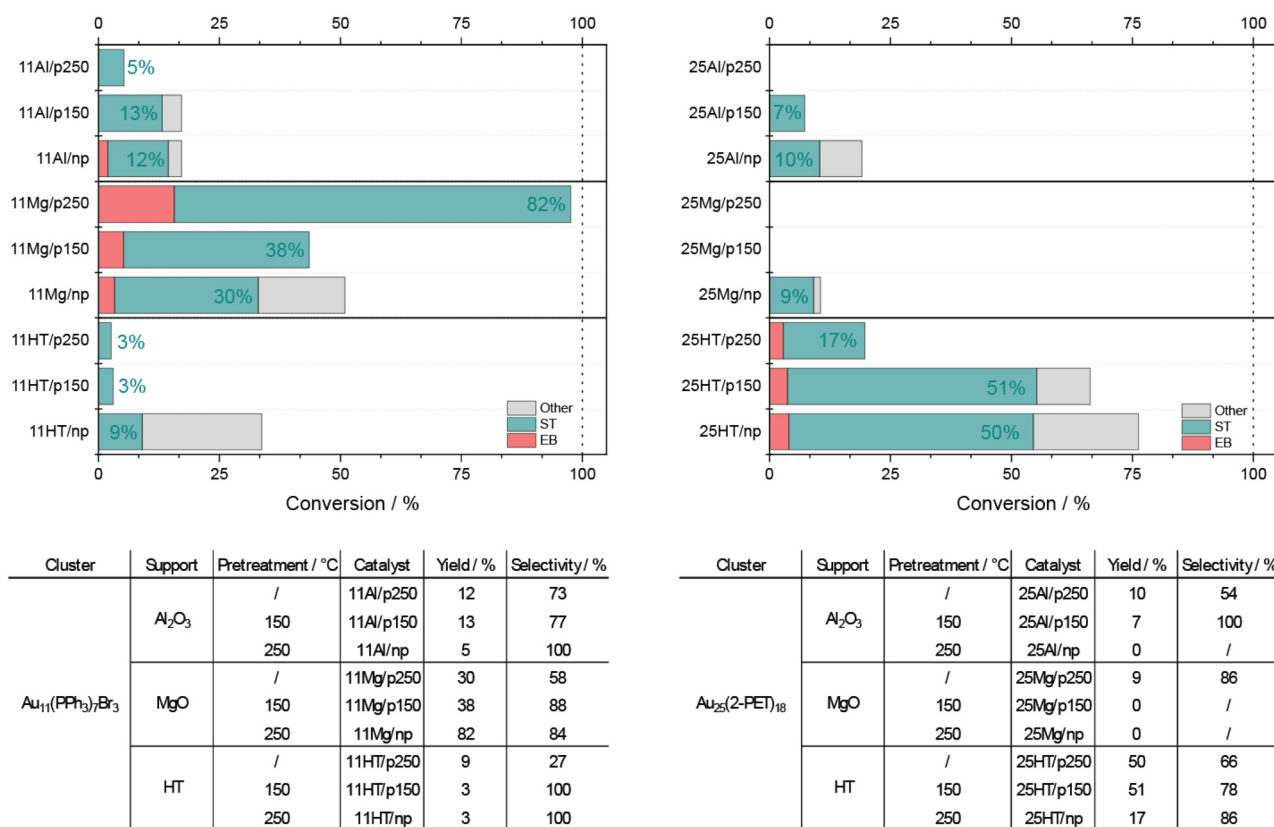 0 25 50 75 100
11Al/p250 5%
11Al/p150 13%
11Al/np 12%
11Mg/p250 82%
11Mg/p150 38%
11Mg/np 30%
11HT/p250 3%
11HT/p150 3%
11HT/np 9%
Other
ST
EB
0 25 50 75 100
Conversion / %
0 25 50 75 100
25Al/p250
25Al/p150 7%
25Al/np 10%
25Mg/p250
25Mg/p150
25Mg/np 9%
25HT/p250 17%
25HT/p150 51%
25HT/np 50%
Other
ST
EB
0 25 50 75 100
Conversion / %
Cluster Support Pretreatment / °C Catalyst Yield / % Selectivity / %
/ 11Al/p250 12 73
Al₂O₃ 150 11Al/p150 13 77
250 11Al/np 5 100
/ 11Mg/p250 30 58
Au₁₁(PPh₃)₇Br₃ MgO 150 11Mg/p150 38 88
250 11Mg/np 82 84
/ 11HT/p250 9 27
HT 150 11HT/p150 3 100
250 11HT/np 3 100
Cluster Support Pretreatment / °C Catalyst Yield / % Selectivity / %
/ 25Al/p250 10 54
Al₂O₃ 150 25Al/p150 7 100
250 25Al/np 0 /
/ 25Mg/p250 9 86
Au₂₅(2-PET)₁₈ MgO 150 25Mg/p150 0 /
250 25Mg/np 0 /
/ 25HT/p250 50 66
HT 150 25HT/p150 51 78
250 25HT/np 17 86